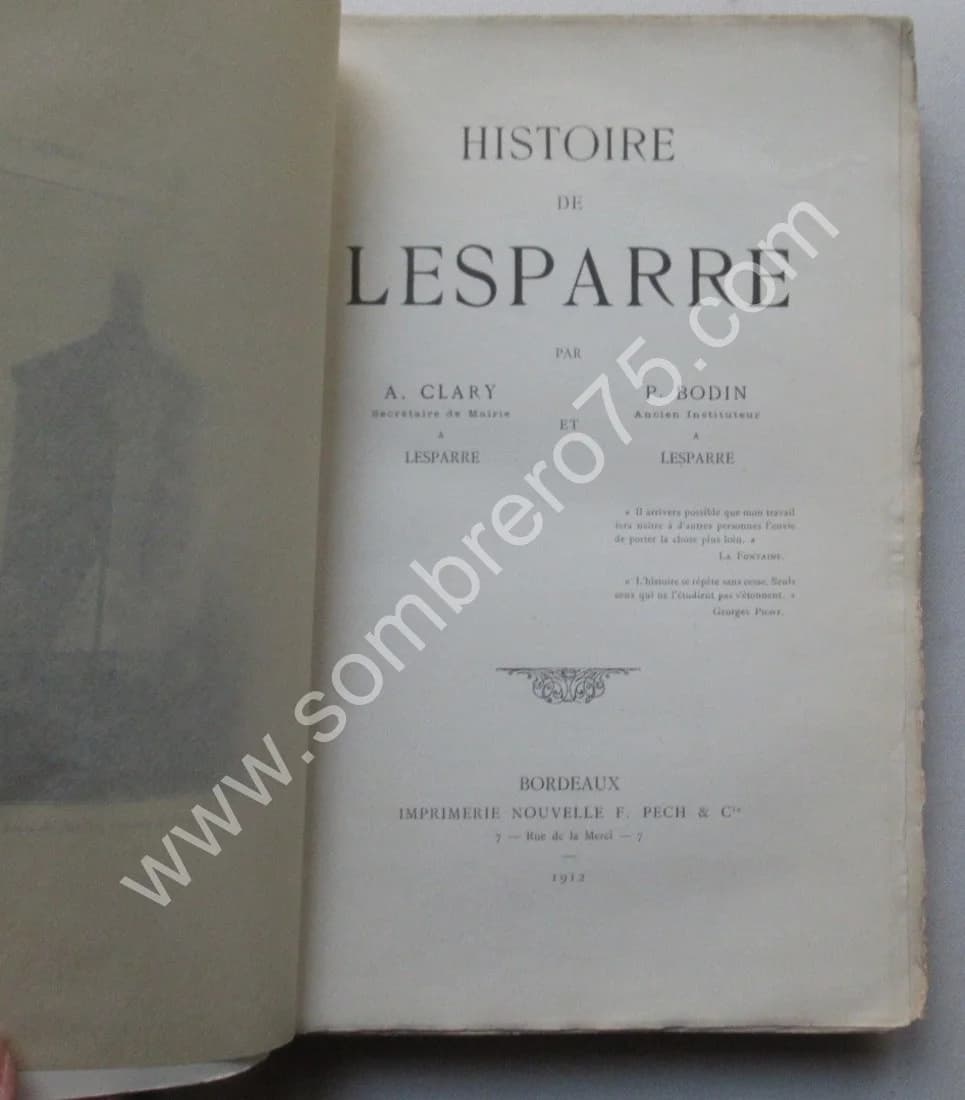 HISTOIRE
DE
LESPARRE
PAR
A. CLARY
Secrétaire de Mairie
A
LESPARRE
ET
P. BODIN
Ancien Instituteur
A
LESPARRE
« Il arrivera possible que mon travail
fera naître à d'autres personnes l'envie
de porter la chose plus loin. »
LA FONTAINE.
« L'histoire se répète sans cesse. Seuls
ceux qui ne l'étudient pas s'étonnent. »
Georges PICOT.
BORDEAUX
IMPRIMERIE NOUVELLE F. PECH & Cie
7 — Rue de la Merci — 7
1912
www.sombrero75.com